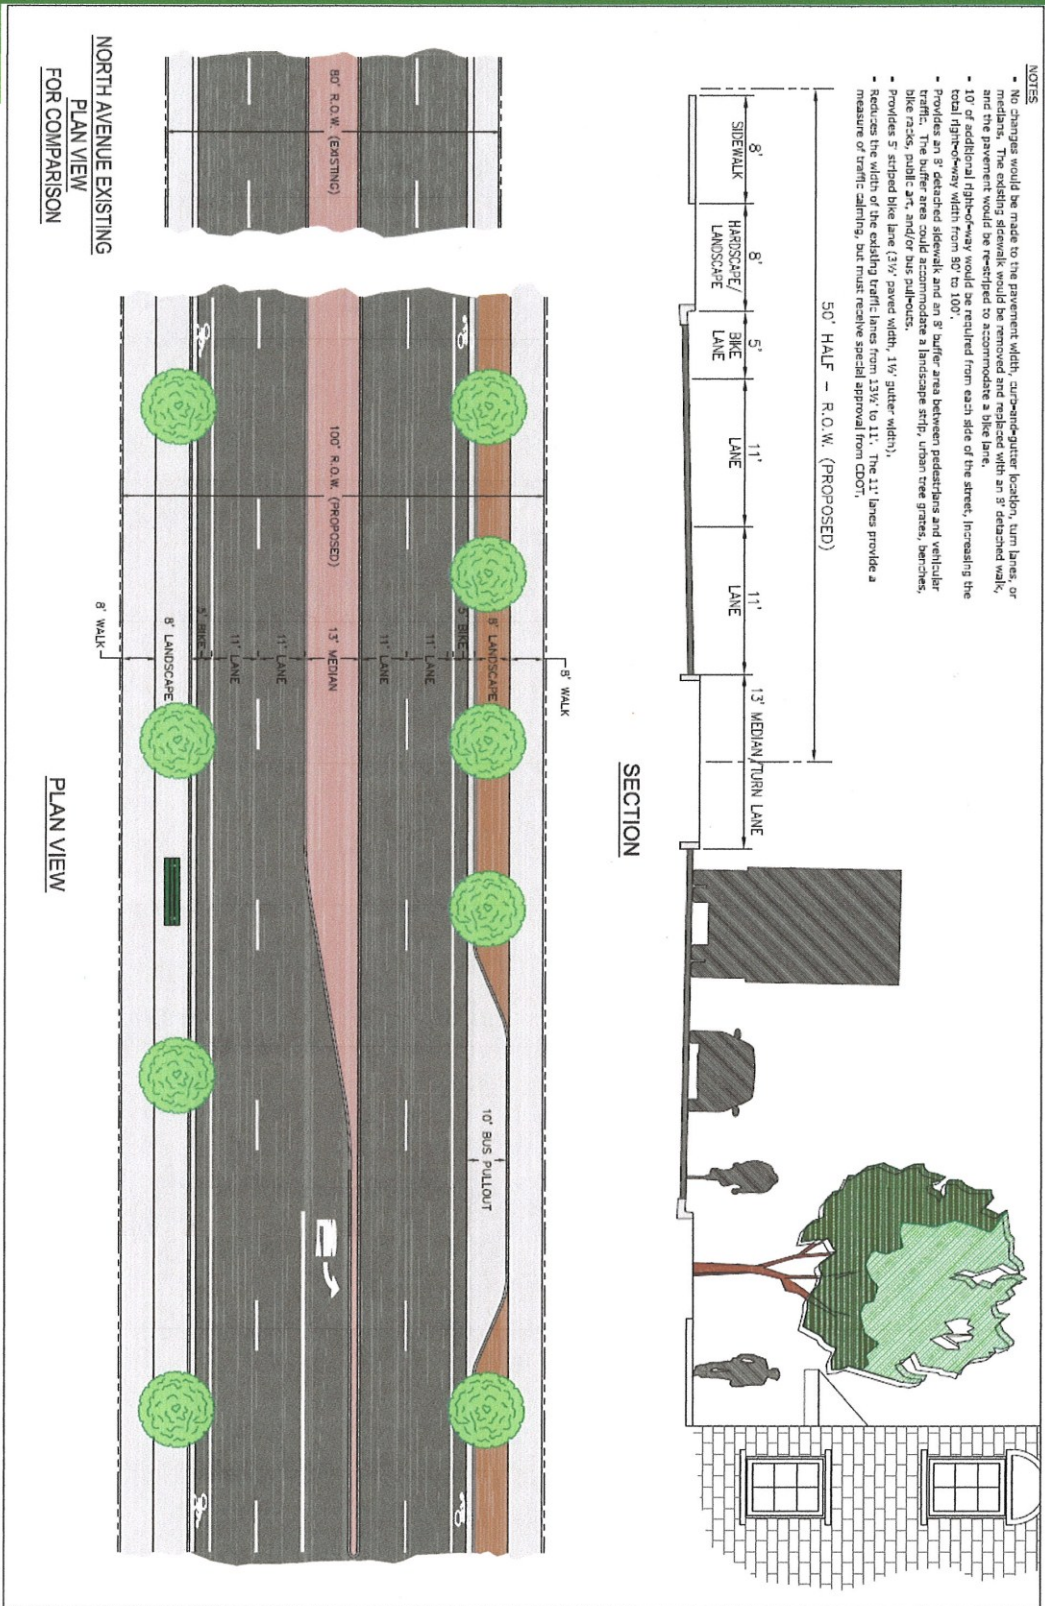 NOTES
- No changes would be made to the pavement width, curb-and-gutter location, turn lanes, or
medians. The existing sidewalk would be removed and replaced with an 8' detached walk,
and the pavement would be re-striped to accommodate a bike lane.
- 10' of additional right-of-way would be required from each side of the street, increasing the
total right-of-way width from 80' to 100'.
- Provides an 8' detached sidewalk and an 8' buffer area between pedestrians and vehicular
traffic. The buffer area could accommodate a landscape strip, urban tree grates, benches,
bike racks, public art, and/or bus pull-outs.
- Provides 5' striped bike lane (3½' paved width, 1½' gutter width).
- Reduces the width of the existing traffic lanes from 13½' to 11'. The 11' lanes provide a
measure of traffic calming, but must receive special approval from CDOT.
50' HALF - R.O.W. (PROPOSED)
8'
SIDEWALK
8'
HARDSCAPE/
LANDSCAPE
5'
BIKE
LANE
11'
LANE
11'
LANE
13' MEDIAN/TURN LANE
SECTION
80' R.O.W. (EXISTING)
NORTH AVENUE EXISTING
PLAN VIEW
FOR COMPARISON
100' R.O.W. (PROPOSED)
8' WALK
8' LANDSCAPE
5' BIKE
11' LANE
11' LANE
13' MEDIAN
11' LANE
11' LANE
5' BIKE
8' LANDSCAPE
8' WALK
10' BUS PULLOUT
PLAN VIEW